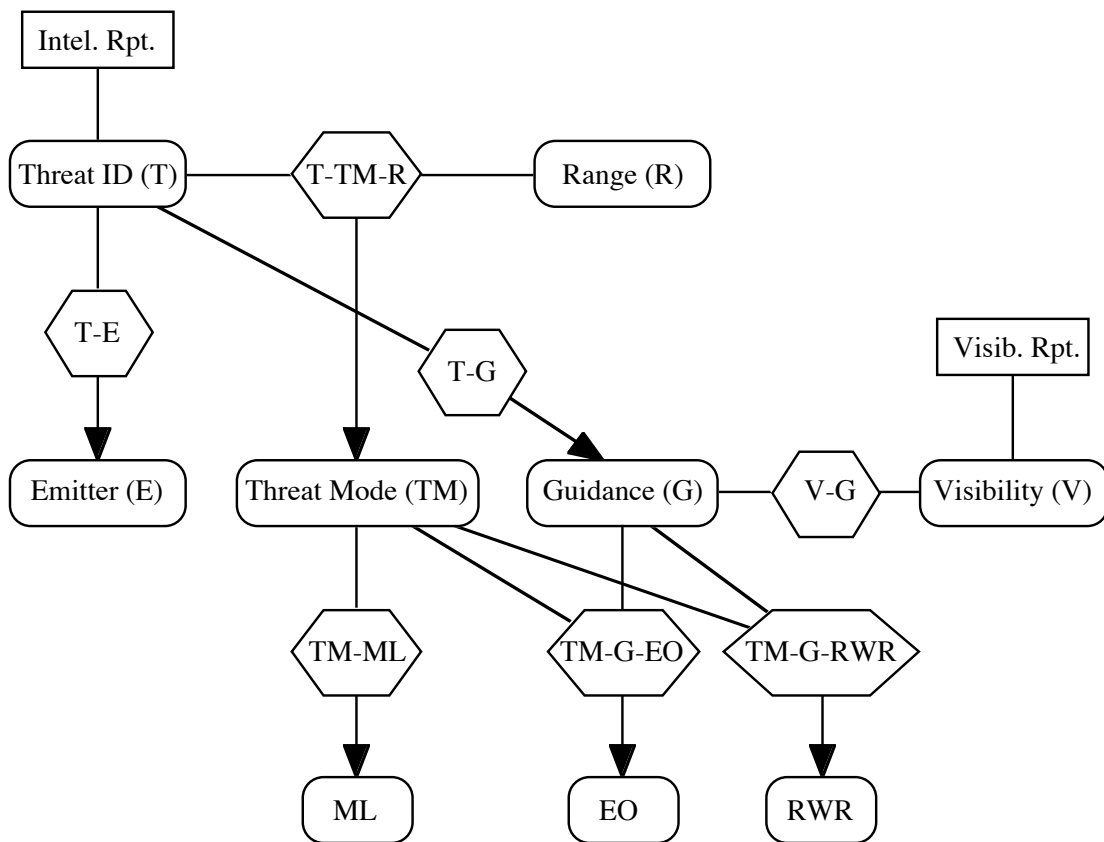 Intel. Rpt.
Threat ID (T)
T-TM-R
Range (R)
T-E
T-G
Visib. Rpt.
Emitter (E)
Threat Mode (TM)
Guidance (G)
V-G
Visibility (V)
TM-ML
TM-G-EO
TM-G-RWR
ML
EO
RWR